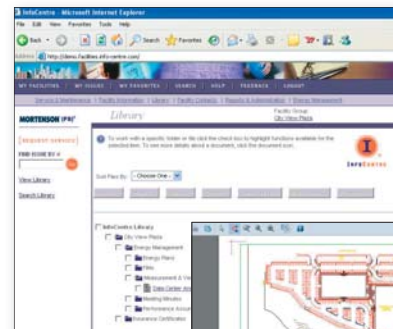 InfoCentre - Microsoft Internet Explorer
File Edit View Favorites Tools Help
Back Search Favorites
Address http://demo.facilities.info-centre.com/
MY FACILITIES | MY ISSUES | MY FAVORITES | SEARCH | HELP | FEEDBACK | LOGOUT
Service & Maintenance | Facility Information | Library | Facility Contacts | Reports & Administration | Energy Management
MORTENSON
Library
Facility Group:
City View Plaza
REQUEST SERVICE
FIND ISSUE BY #
To work with a specific folder or file click the check box to highlight functions available for the selected item. To see more details about a document, click the document icon.
InfoCentre
View Library
Search Library
Sort Files By: - Choose One -
InfoCentre Library
City View Plaza
Energy Management
Energy Plans
Measurement & Ve
Data Center
Meeting Minutes
Performance
Insurance Certificates